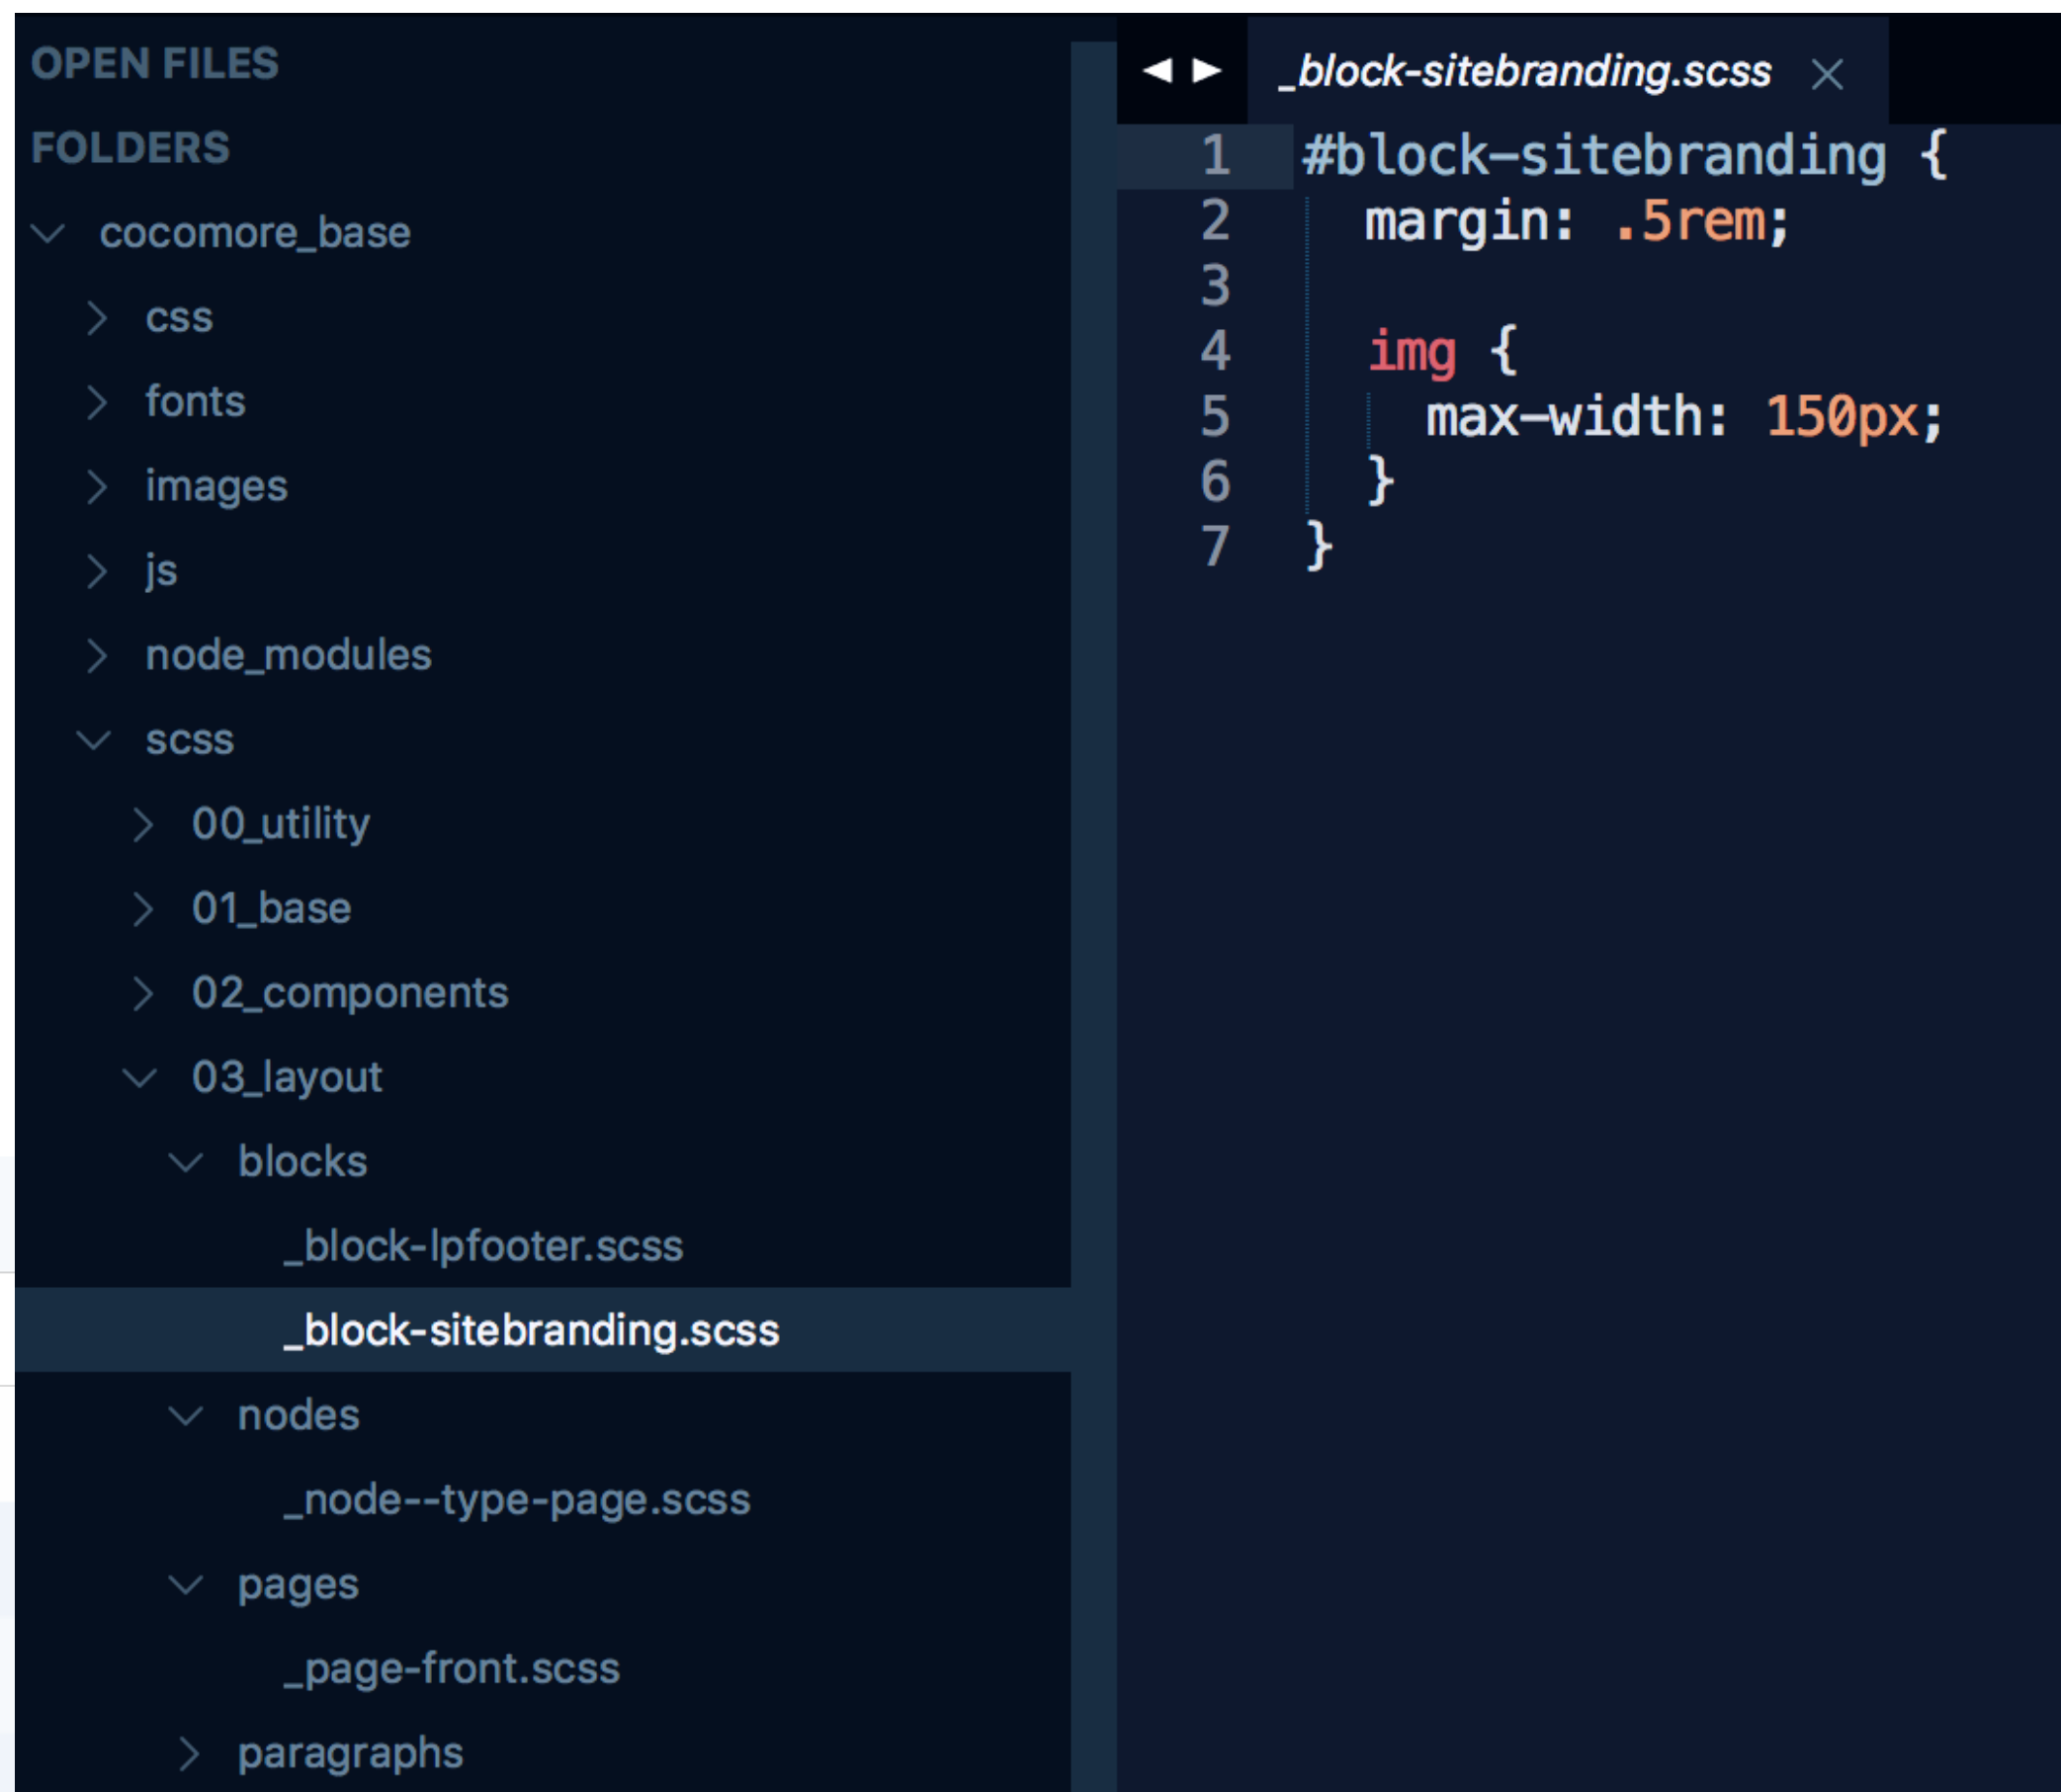 OPEN FILES
FOLDERS
cocomore_base
css
fonts
images
js
node_modules
scss
00_utility
01_base
02_components
03_layout
blocks
_block-lpfooter.scss
_block-sitebranding.scss
nodes
_node--type-page.scss
pages
_page-front.scss
paragraphs
_block-sitebranding.scss
1 #block-sitebranding {
2   margin: .5rem;
3
4   img {
5     max-width: 150px;
6   }
7 }